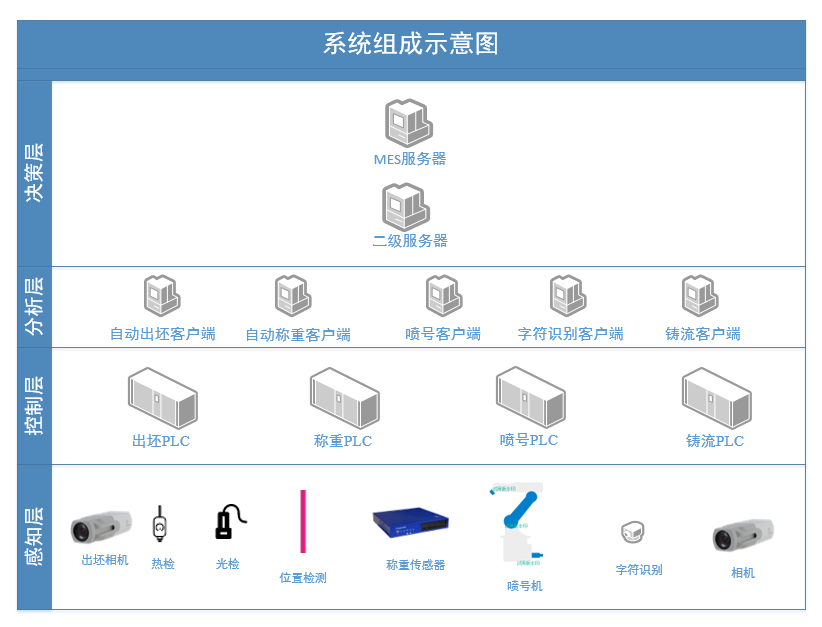 系统组成示意图
决策层
MES服务器
二级服务器
分析层
自动出坯客户端
自动称重客户端
喷号客户端
字符识别客户端
铸流客户端
控制层
出坯PLC
称重PLC
喷号PLC
铸流PLC
感知层
出坯相机
热检
光检
位置检测
称重传感器
喷号机
字符识别
相机